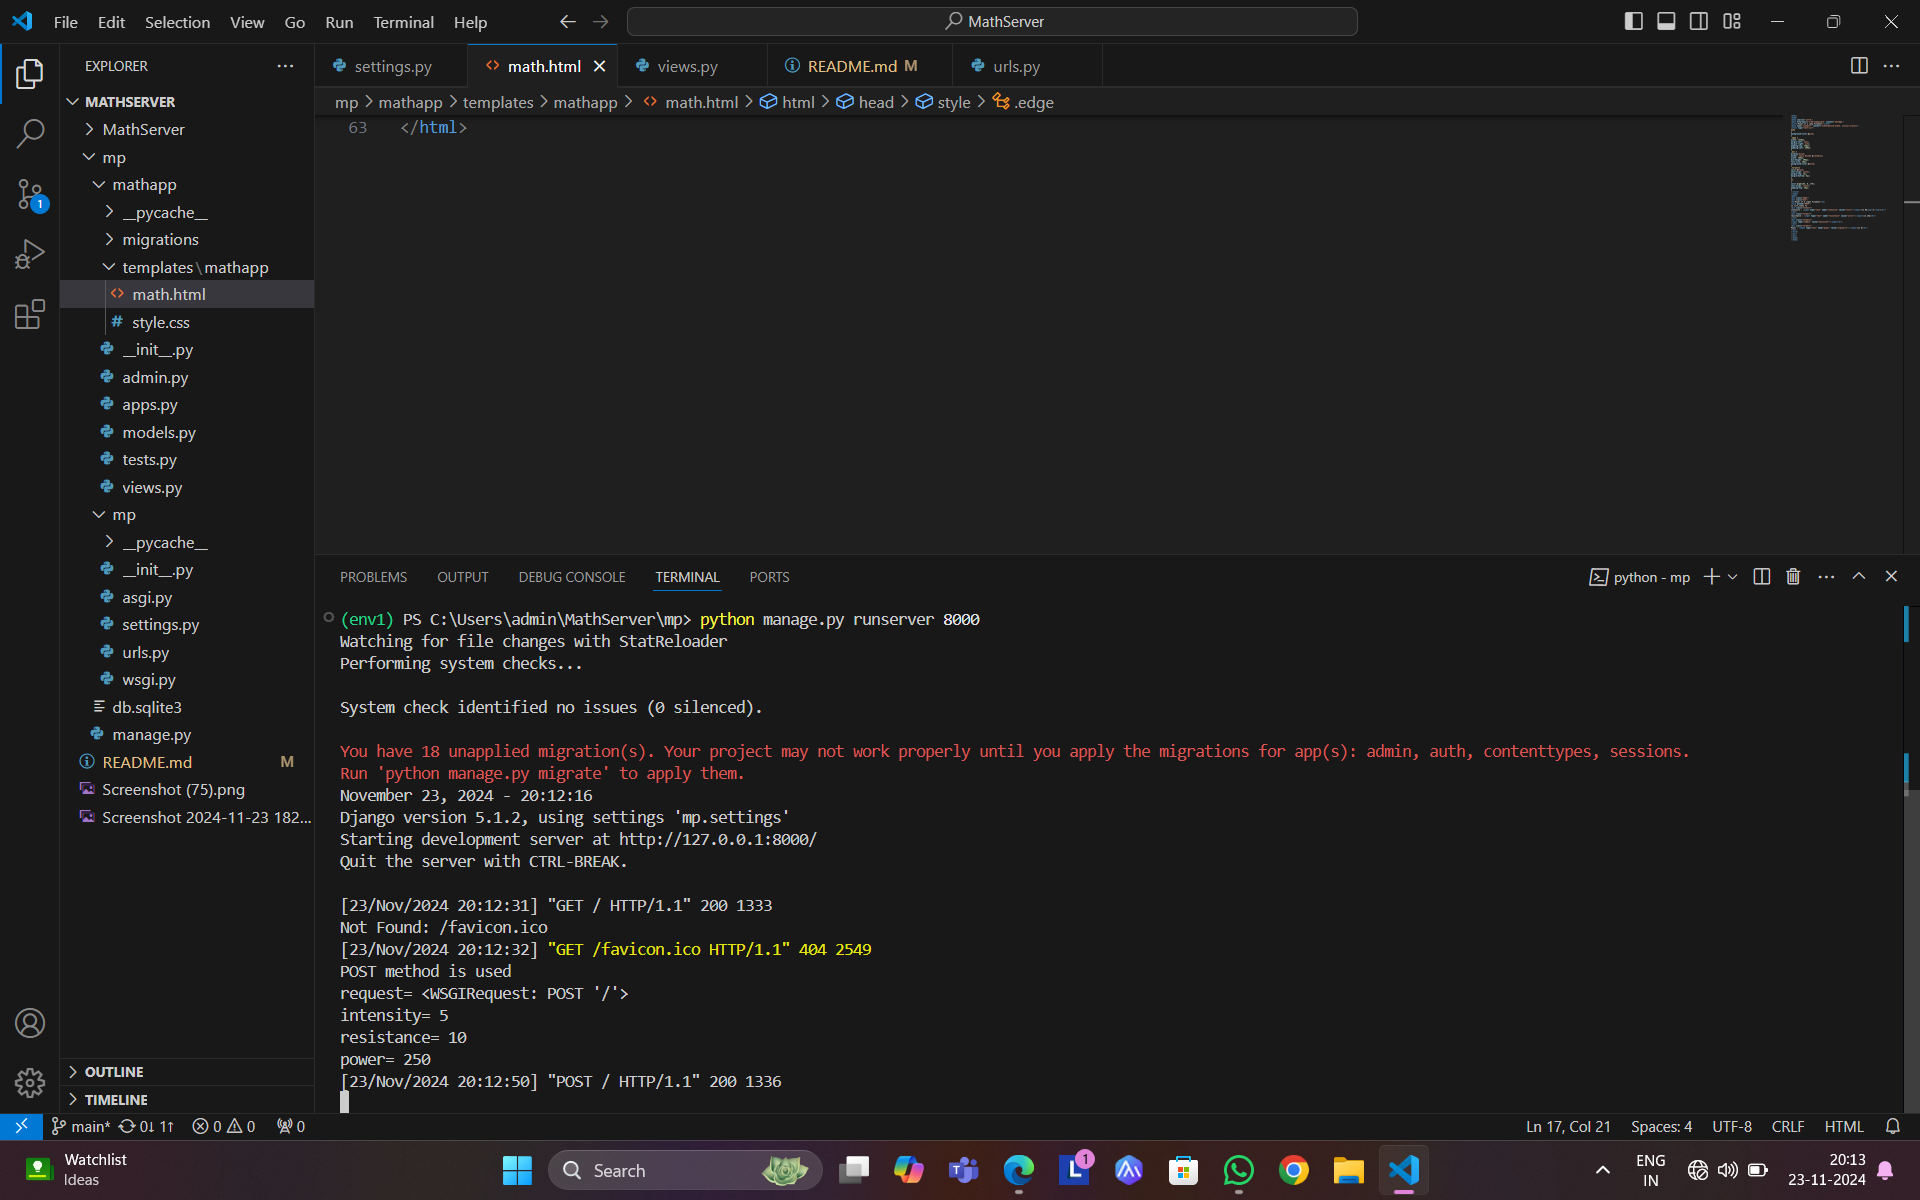 File Edit Selection View Go Run Terminal Help
MathServer
EXPLORER
MATHSERVER
MathServer
mp
mathapp
__pycache__
migrations
templates\mathapp
math.html
style.css
__init__.py
admin.py
apps.py
models.py
tests.py
views.py
mp
__pycache__
__init__.py
asgi.py
settings.py
urls.py
wsgi.py
db.sqlite3
manage.py
README.md M
Screenshot (75).png
Screenshot 2024-11-23 182...
OUTLINE
TIMELINE
1
settings.py
math.html
views.py
README.md M
urls.py
mp > mathapp > templates > mathapp > math.html > html > head > style > .edge
63 </html>
PROBLEMS OUTPUT DEBUG CONSOLE TERMINAL PORTS
python - mp
(env1) PS C:\Users\admin\MathServer\mp> python manage.py runserver 8000
Watching for file changes with StatReloader
Performing system checks...
System check identified no issues (0 silenced).
You have 18 unapplied migration(s). Your project may not work properly until you apply the migrations for app(s): admin, auth, contenttypes, sessions.
Run 'python manage.py migrate' to apply them.
November 23, 2024 - 20:12:16
Django version 5.1.2, using settings 'mp.settings'
Starting development server at http://127.0.0.1:8000/
Quit the server with CTRL-BREAK.
[23/Nov/2024 20:12:31] "GET / HTTP/1.1" 200 1333
Not Found: /favicon.ico
[23/Nov/2024 20:12:32] "GET /favicon.ico HTTP/1.1" 404 2549
POST method is used
request= <WSGIRequest: POST '/'>
intensity= 5
resistance= 10
power= 250
[23/Nov/2024 20:12:50] "POST / HTTP/1.1" 200 1336
main* 0↓ 1↑ 0 0 0
Ln 17, Col 21 Spaces: 4 UTF-8 CRLF HTML
Watchlist
Ideas
Search
L 1
ENG
IN
20:13
23-11-2024